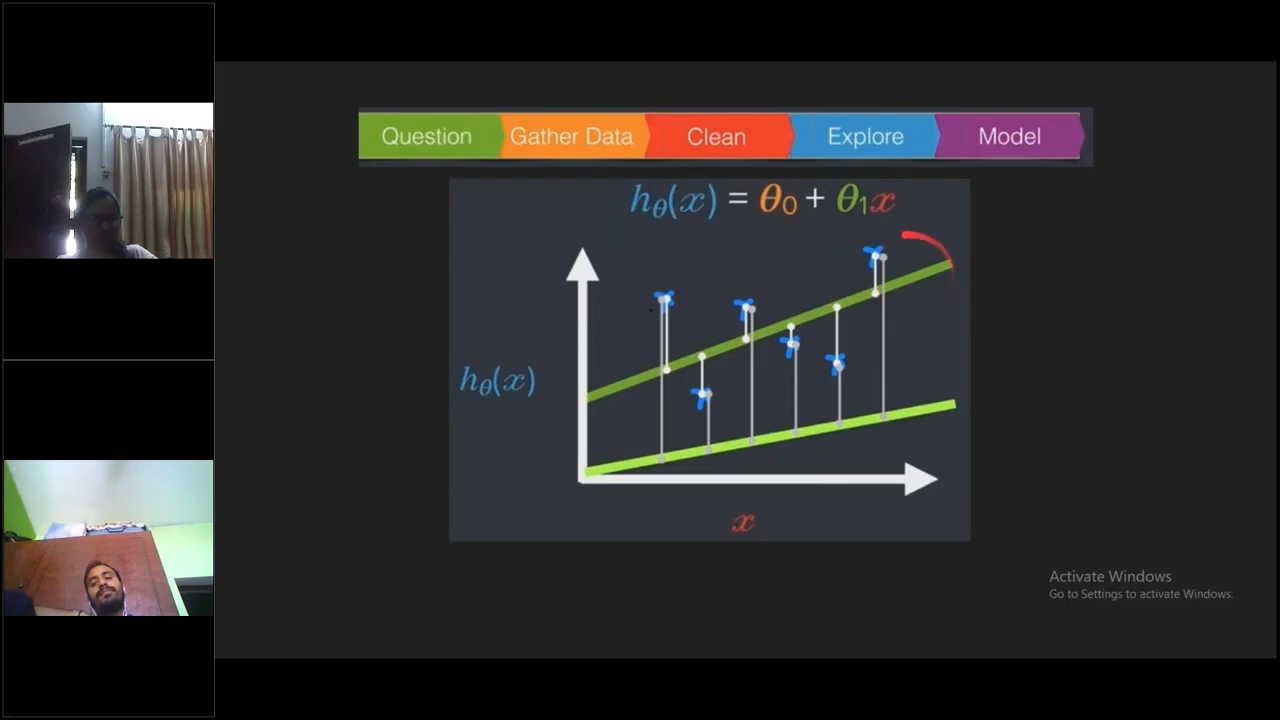 Question Gather Data Clean Explore Model
hθ(x) = θ0 + θ1x
hθ(x)
x
Activate Windows
Go to Settings to activate Windows.